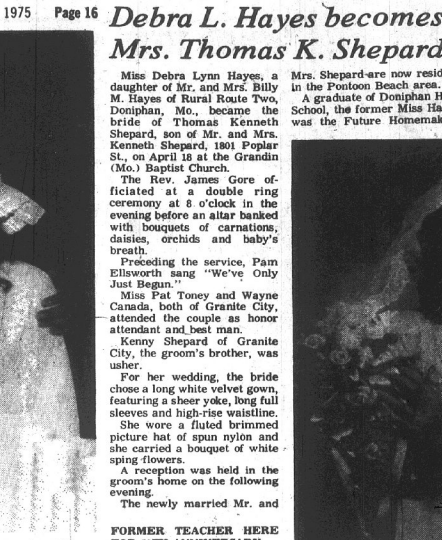 1975 Page 16
Debra L. Hayes becomes
Mrs. Thomas K. Shepard
Miss Debra Lynn Hayes, a
daughter of Mr. and Mrs. Billy
M. Hayes of Rural Route Two,
Doniphan, Mo., became the
bride of Thomas Kenneth
Shepard, son of Mr. and Mrs.
Kenneth Shepard, 1801 Poplar
St., on April 18 at the Grandin
(Mo.) Baptist Church.
The Rev. James Gore of-
ficiated at a double ring
ceremony at 8 o'clock in the
evening before an altar banked
with bouquets of carnations,
daisies, orchids and baby's
breath.
Preceding the service, Pam
Ellsworth sang "We've Only
Just Begun."
Miss Pat Toney and Wayne
Canada, both of Granite City,
attended the couple as honor
attendant and best man.
Kenny Shepard of Granite
City, the groom's brother, was
usher.
For her wedding, the bride
chose a long white velvet gown,
featuring a sheer yoke, long full
sleeves and high-rise waistline.
She wore a fluted brimmed
picture hat of spun nylon and
she carried a bouquet of white
sping flowers.
A reception was held in the
groom's home on the following
evening.
The newly married Mr. and
Mrs. Shepard are now resid
in the Pontoon Beach area.
A graduate of Doniphan H
School, the former Miss Ha
was the Future Homemak
FORMER TEACHER HERE